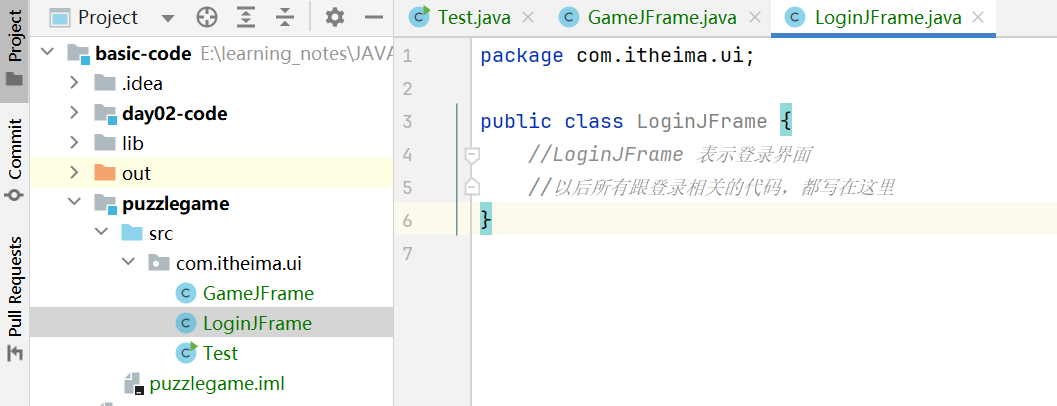 Project
Commit
Pull Requests
Project
basic-code E:\learning_notes\JAVA
.idea
day02-code
lib
out
puzzlegame
src
com.itheima.ui
GameJFrame
LoginJFrame
Test
puzzlegame.iml
Test.java GameJFrame.java LoginJFrame.java
1 package com.itheima.ui;
2
3 public class LoginJFrame {
4 //LoginJFrame 表示登录界面
5 //以后所有跟登录相关的代码，都写在这里
6 }
7